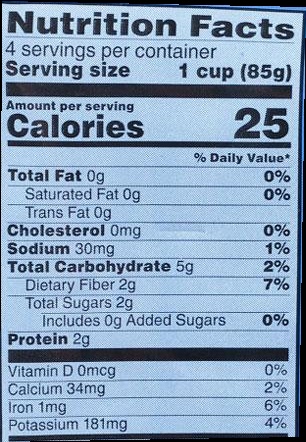 Nutrition Facts
4 servings per container
Serving size 1 cup (85g)
Amount per serving
Calories 25
% Daily Value*
Total Fat 0g 0%
Saturated Fat 0g 0%
Trans Fat 0g
Cholesterol 0mg 0%
Sodium 30mg 1%
Total Carbohydrate 5g 2%
Dietary Fiber 2g 7%
Total Sugars 2g
Includes 0g Added Sugars 0%
Protein 2g
Vitamin D 0mcg 0%
Calcium 34mg 2%
Iron 1mg 6%
Potassium 181mg 4%